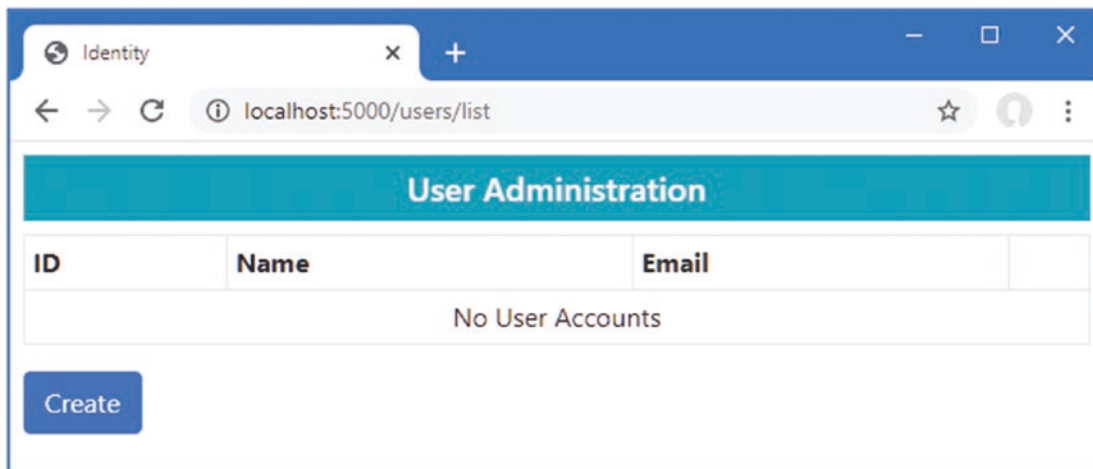 Identity
localhost:5000/users/list
User Administration
ID Name Email
No User Accounts
Create